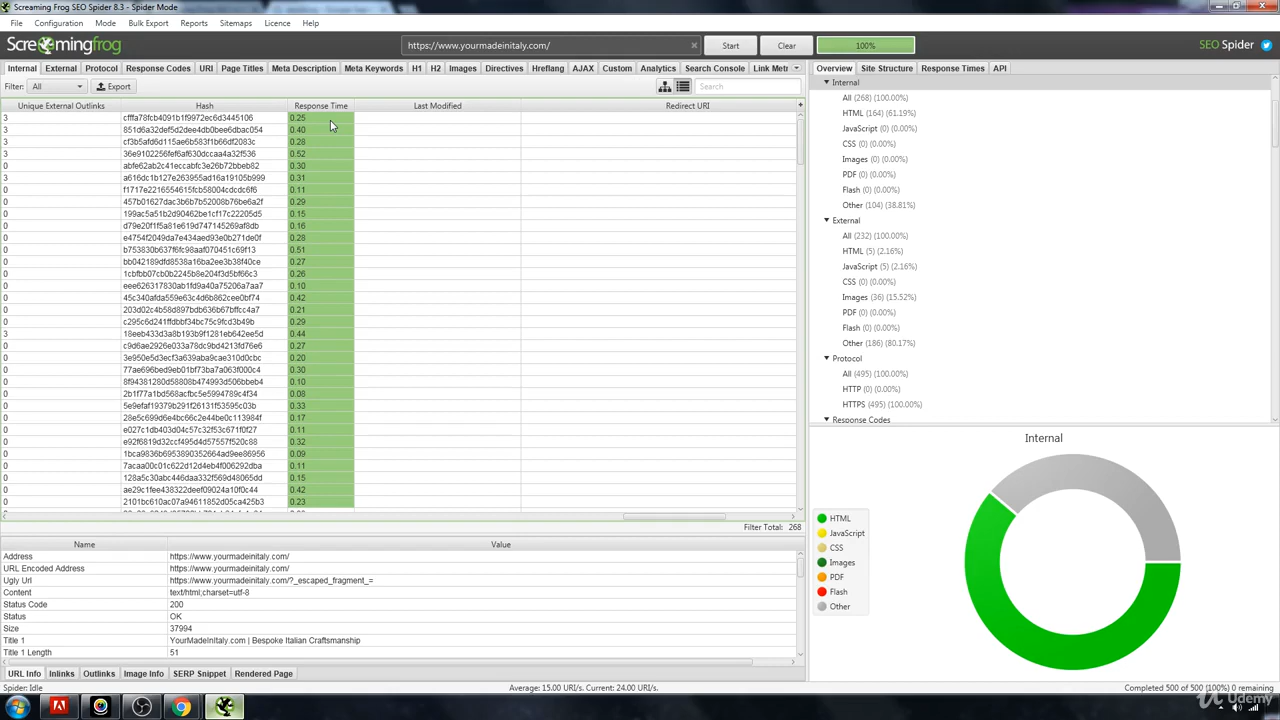 Screaming Frog SEO Spider 8.3 - Spider Mode
File Configuration Mode Bulk Export Reports Sitemaps Licence Help
Screamingfrog https://www.yourmadeinitaly.com/ Start Clear 100% SEO Spider
Internal External Protocol Response Codes URI Page Titles Meta Description Meta Keywords H1 H2 Images Directives Hreflang AJAX Custom Analytics Search Console Link Metr
Filter: All Export Search
Unique External Outlinks Hash Response Time Last Modified Redirect URI
3 cfffa78fcb4091b1f9972ec6d3445106 0.25
3 851d6a32def5d2dee4db0bee6dbac054 0.40
3 cf3b5afd6d115ae6b583f1b66df2083c 0.28
3 36e9102256fef6af630dccaa4a32f536 0.52
0 abfe62ab2c41eccabfc3e26b72bbeb82 0.30
3 a616dc1b127e263955ad16a19105b999 0.31
0 f1717e2216554615fcb58004cdcdc6f6 0.11
0 457b01627dac3b6b7b52008b76be6a2f 0.29
0 199ac5a51b2d90462be1cf17c22205d5 0.15
0 d79e20f1f5a81e619d747145269af8db 0.16
0 e4754f2049da7e434aed93e0b271de0f 0.28
0 b753830b637f6fc98aaf070451c69f13 0.51
0 bb042189dfd8538a16ba2ee3b38f40ce 0.27
0 1cbfbb07cb0b2245b8e204f3d5bf66c3 0.26
0 eee626317830ab1fd9a40a75206a7aa7 0.10
0 45c340afda559e63c4d6b862cee0bf74 0.42
0 203d02c4b58d897bdb636b67bffcc4a7 0.21
0 c295c6d241ffdbbf34bc75c9fcd3b49b 0.29
3 18eeb433d3a8b193b9f1281eb642ee5d 0.44
0 c9d6ae2926e033a78dc9bd4213fd76e6 0.27
0 3e950e5d3ecf3a639aba9cae310d0cbc 0.20
0 77ae696bed9eb01bf73ba7a063f000c4 0.30
0 8f94381280d58808b474993d506bbeb4 0.10
0 2b1f77a1bd568acfbc5e5994789c4f34 0.08
0 5e9efaf19379b291f26131f53595c03b 0.33
0 28e5c699d6e4bc66c2e44be0c113984f 0.17
0 e027c1db403d04c57c32f53c671f0f27 0.11
0 e92f6819d32ccf495d4d57557f520c88 0.32
0 1bca9836b6953890352664ad9ee86956 0.09
0 7acaa00c01c622d12d4eb4f006292dba 0.11
0 128a5c30abc446daa332f569d48065dd 0.15
0 ae29c1fee438322deef09024a10f0c44 0.42
0 2101bc610ac07a94611852d05ca425b3 0.23
Filter Total: 268
Name Value
Address https://www.yourmadeinitaly.com/
URL Encoded Address https://www.yourmadeinitaly.com/
Ugly Url https://www.yourmadeinitaly.com/?_escaped_fragment_=
Content text/html;charset=utf-8
Status Code 200
Status OK
Size 37994
Title 1 YourMadeInItaly.com | Bespoke Italian Craftsmanship
Title 1 Length 51
URL Info Inlinks Outlinks Image Info SERP Snippet Rendered Page
Spider: Idle Average: 15.00 URI/s. Current: 24.00 URI/s. Completed 500 of 500 (100%) 0 remaining
Overview Site Structure Response Times API
Internal
All (268) (100.00%)
HTML (164) (61.19%)
JavaScript (0) (0.00%)
CSS (0) (0.00%)
Images (0) (0.00%)
PDF (0) (0.00%)
Flash (0) (0.00%)
Other (104) (38.81%)
External
All (232) (100.00%)
HTML (5) (2.16%)
JavaScript (5) (2.16%)
CSS (0) (0.00%)
Images (36) (15.52%)
PDF (0) (0.00%)
Flash (0) (0.00%)
Other (186) (80.17%)
Protocol
All (495) (100.00%)
HTTP (0) (0.00%)
HTTPS (495) (100.00%)
Response Codes
Internal
HTML
JavaScript
CSS
Images
PDF
Flash
Other
Udemy